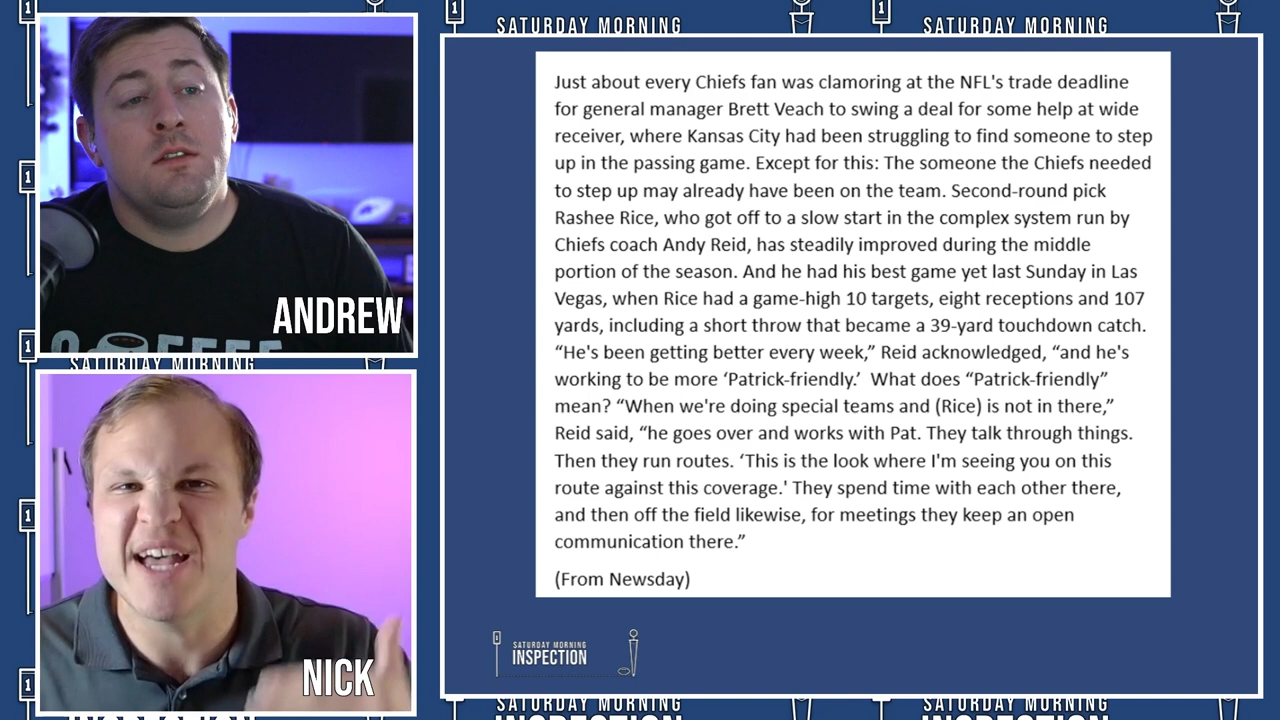 SATURDAY MORNING
SATURDAY MORNING
ANDREW
COFFEE
SATURDAY MORNING
NICK
Just about every Chiefs fan was clamoring at the NFL's trade deadline
for general manager Brett Veach to swing a deal for some help at wide
receiver, where Kansas City had been struggling to find someone to step
up in the passing game. Except for this: The someone the Chiefs needed
to step up may already have been on the team. Second-round pick
Rashee Rice, who got off to a slow start in the complex system run by
Chiefs coach Andy Reid, has steadily improved during the middle
portion of the season. And he had his best game yet last Sunday in Las
Vegas, when Rice had a game-high 10 targets, eight receptions and 107
yards, including a short throw that became a 39-yard touchdown catch.
“He's been getting better every week,” Reid acknowledged, “and he's
working to be more ‘Patrick-friendly.’  What does “Patrick-friendly”
mean? “When we're doing special teams and (Rice) is not in there,”
Reid said, “he goes over and works with Pat. They talk through things.
Then they run routes. ‘This is the look where I'm seeing you on this
route against this coverage.' They spend time with each other there,
and then off the field likewise, for meetings they keep an open
communication there.”
(From Newsday)
SATURDAY MORNING
INSPECTION
SATURDAY MORNING
INSPECTION
SATURDAY MORNING
INSPECTION